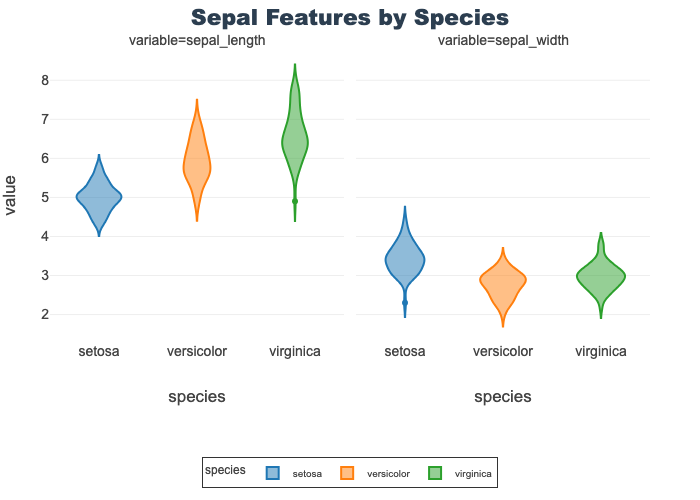 Sepal Features by Species
variable=sepal_length
variable=sepal_width
value
8
7
6
5
4
3
2
setosa
versicolor
virginica
setosa
versicolor
virginica
species
species
species
setosa
versicolor
virginica